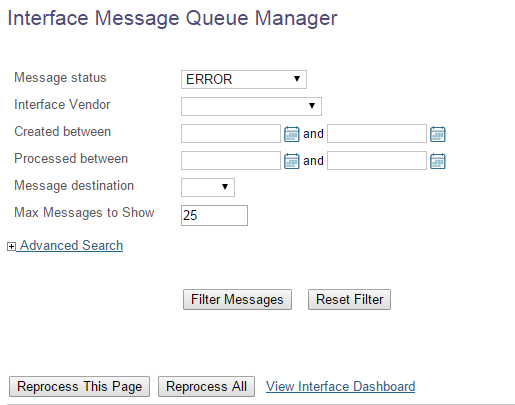 Interface Message Queue Manager
Message status ERROR
Interface Vendor
Created between and
Processed between and
Message destination
Max Messages to Show 25
Advanced Search
Filter Messages Reset Filter
Reprocess This Page Reprocess All View Interface Dashboard